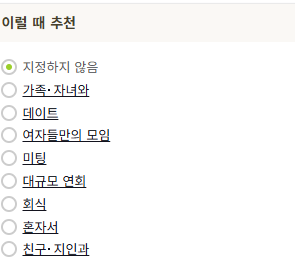 이럴 때 추천
지정하지 않음
가족·자녀와
데이트
여자들만의 모임
미팅
대규모 연회
회식
혼자서
친구·지인과